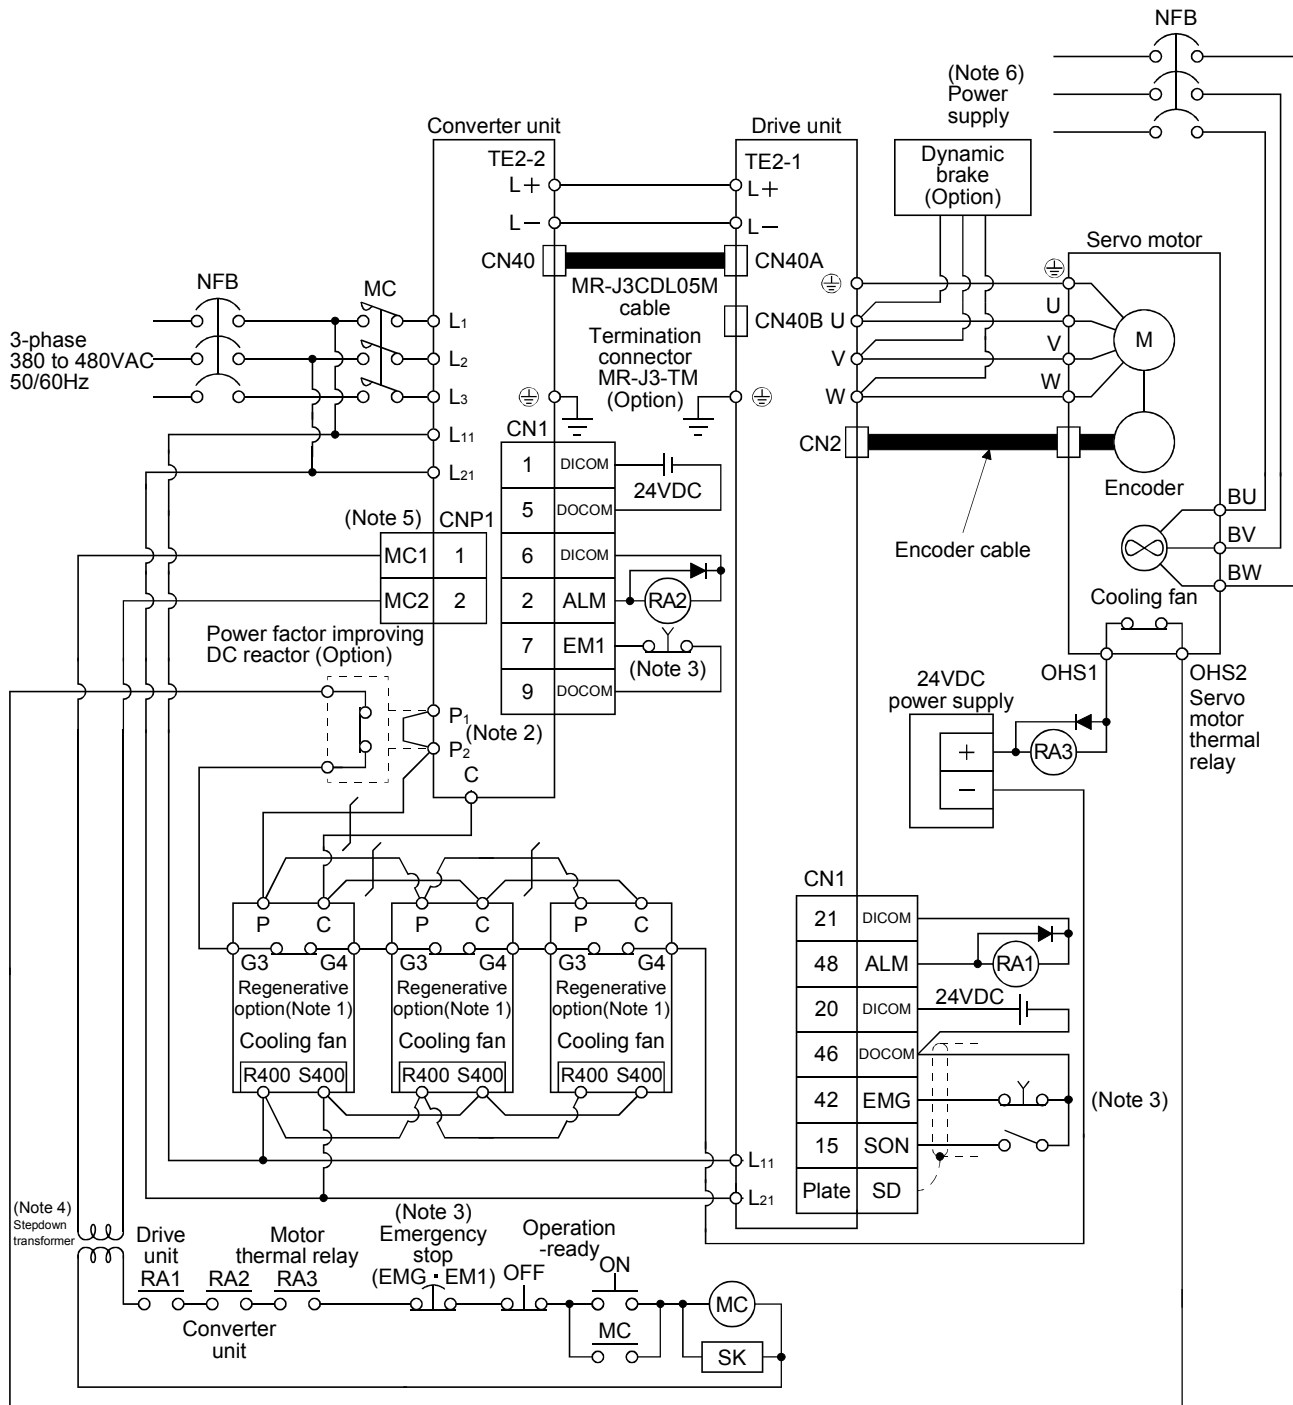 NFB
(Note 6)
Power
supply
Converter unit
Drive unit
TE2-2
L+
L−
CN40
TE2-1
L+
L−
CN40A
MR-J3CDL05M
cable
CN40B
Termination
connector
MR-J3-TM
(Option)
Dynamic
brake
(Option)
Servo motor
U
V
W
U
V
W
M
CN2
Encoder
Encoder cable
BU
BV
BW
Cooling fan
OHS1
OHS2
Servo
motor
thermal
relay
NFB
MC
3-phase
380 to 480VAC
50/60Hz
L1
L2
L3
L11
L21
CN1
1 DICOM
5 DOCOM
6 DICOM
2 ALM
7 EM1
9 DOCOM
24VDC
RA2
(Note 3)
(Note 5) CNP1
MC1 1
MC2 2
Power factor improving
DC reactor (Option)
P1
(Note 2)
P2
C
24VDC
power supply
+
−
RA3
P C
G3 G4
Regenerative
option(Note 1)
Cooling fan
R400 S400
P C
G3 G4
Regenerative
option(Note 1)
Cooling fan
R400 S400
P C
G3 G4
Regenerative
option(Note 1)
Cooling fan
R400 S400
CN1
21 DICOM
48 ALM
20 DICOM
46 DOCOM
42 EMG
15 SON
Plate SD
RA1
24VDC
(Note 3)
L11
L21
(Note 4)
Stepdown
transformer
Drive
unit
RA1
RA2
Converter
unit
Motor
thermal relay
RA3
(Note 3)
Emergency
stop
(EMG・EM1)
OFF
Operation
-ready
ON
MC
MC
SK